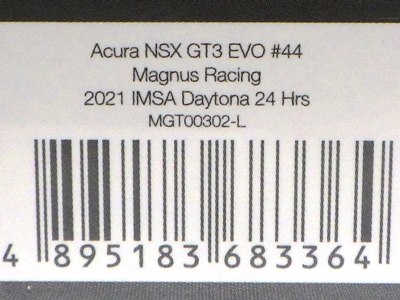 Acura NSX GT3 EVO #44
Magnus Racing
2021 IMSA Daytona 24 Hrs
MGT00302-L
4 895183 683364